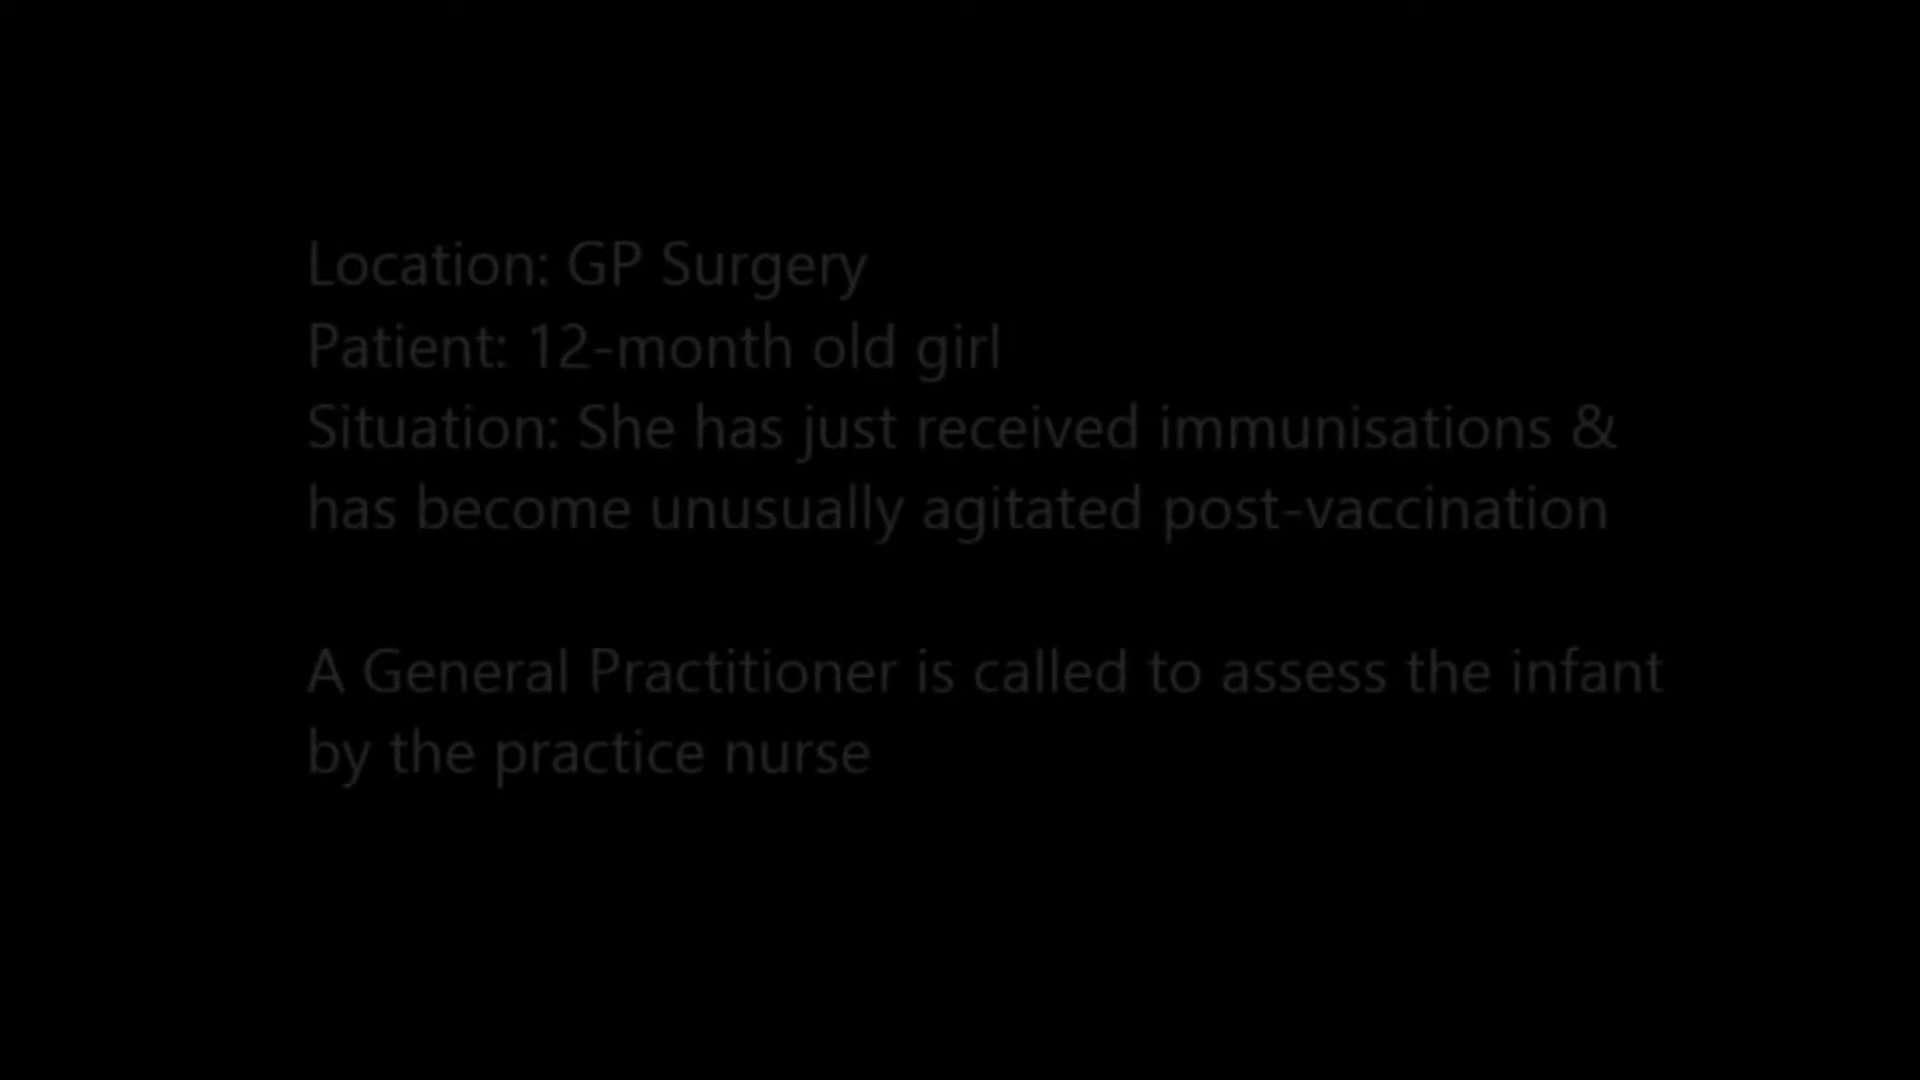 Location: GP Surgery
Patient: 12-month old girl
Situation: She has just received immunisations &
has become unusually agitated post-vaccination
A General Practitioner is called to assess the infant
by the practice nurse